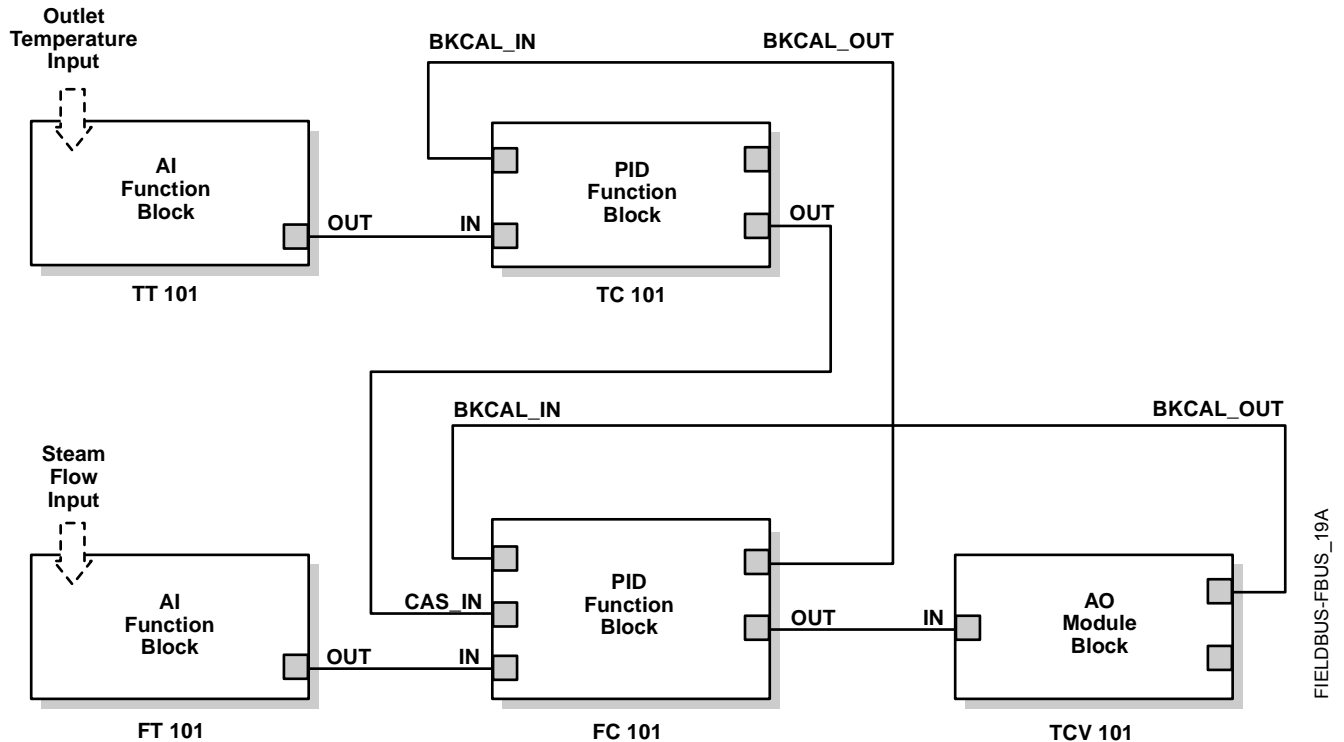 Outlet
Temperature
Input
BKCAL_IN
BKCAL_OUT
AI
Function
Block
OUT
IN
PID
Function
Block
OUT
TT 101
TC 101
BKCAL_IN
BKCAL_OUT
Steam
Flow
Input
AI
Function
Block
OUT
CAS_IN
IN
PID
Function
Block
OUT
IN
AO
Module
Block
FT 101
FC 101
TCV 101
FIELDBUS-FBUS_19A